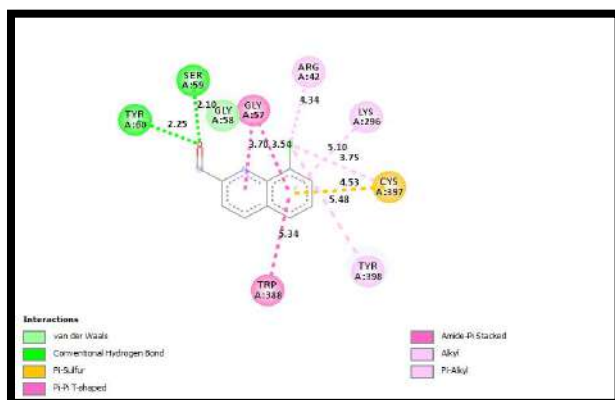 SER
A:59
ARG
A:42
TYR
A:60
GLY
A:58
GLY
A:57
LYS
A:296
2.10
2.25
4.34
3.70
3.54
5.10
3.75
4.53
5.48
CYS
A:397
5.34
TRP
A:388
TYR
A:398
Interactions
van der Waals
Conventional Hydrogen Bond
Pi-Sulfur
Pi-Pi T-shaped
Amide-Pi Stacked
Alkyl
Pi-Alkyl